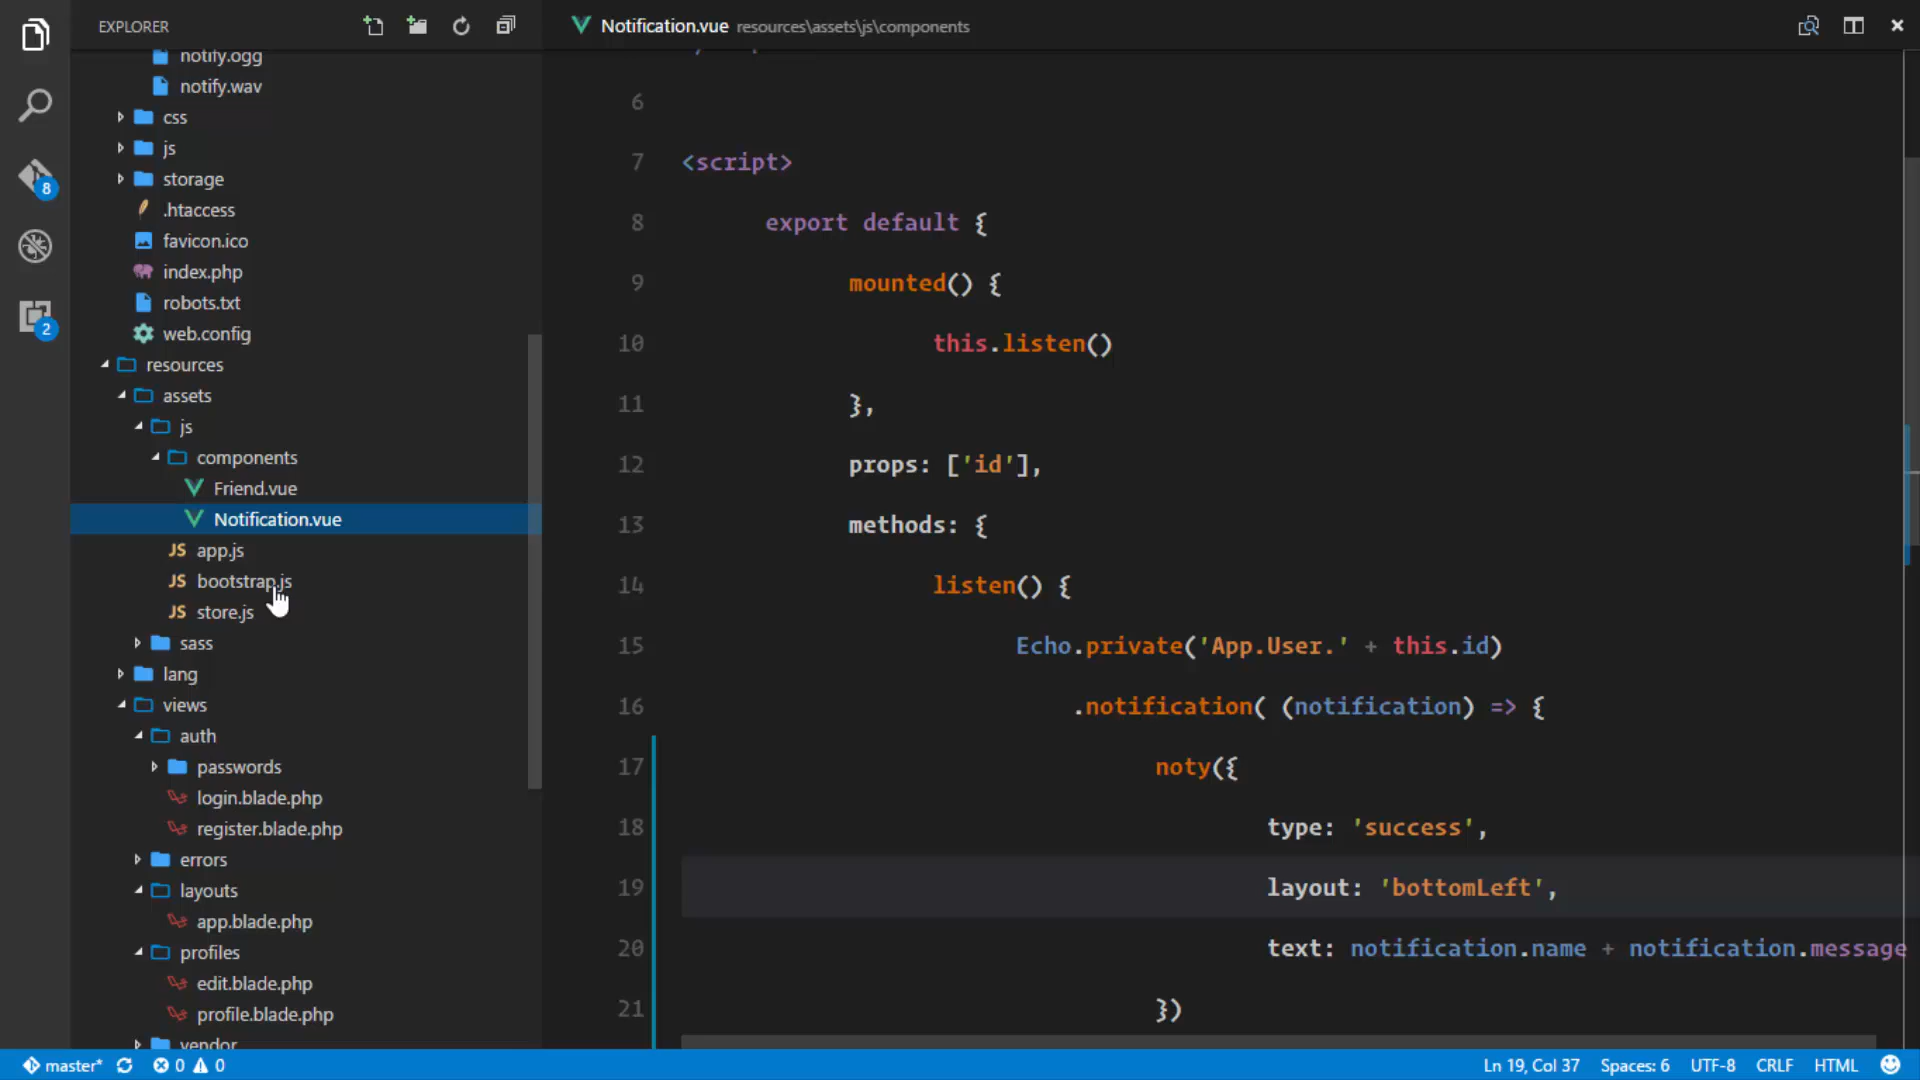 EXPLORER
notify.ogg
notify.wav
css
js
storage
.htaccess
favicon.ico
index.php
robots.txt
web.config
resources
assets
js
components
Friend.vue
Notification.vue
JS app.js
JS bootstrap.js
JS store.js
sass
lang
views
auth
passwords
login.blade.php
register.blade.php
errors
layouts
app.blade.php
profiles
edit.blade.php
profile.blade.php
vendor
8
2
Notification.vue resources\assets\js\components
6
7 <script>
8 export default {
9 mounted() {
10 this.listen()
11 },
12 props: ['id'],
13 methods: {
14 listen() {
15 Echo.private('App.User.' + this.id)
16 .notification( (notification) => {
17 noty({
18 type: 'success',
19 layout: 'bottomLeft',
20 text: notification.name + notification.message
21 })
master* 0 0 Ln 19, Col 37 Spaces: 6 UTF-8 CRLF HTML